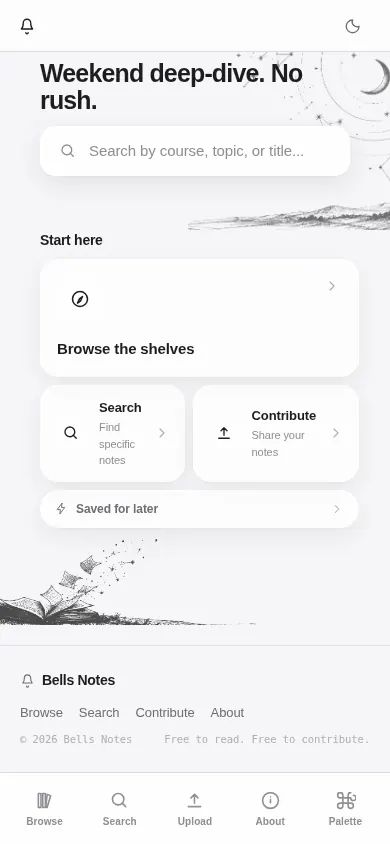 Weekend deep-dive. No
rush.
Search by course, topic, or title...
Start here
Browse the shelves
Search
Find
specific
notes
Contribute
Share your
notes
Saved for later
Bells Notes
Browse Search Contribute About
© 2026 Bells Notes Free to read. Free to contribute.
Browse Search Upload About Palette